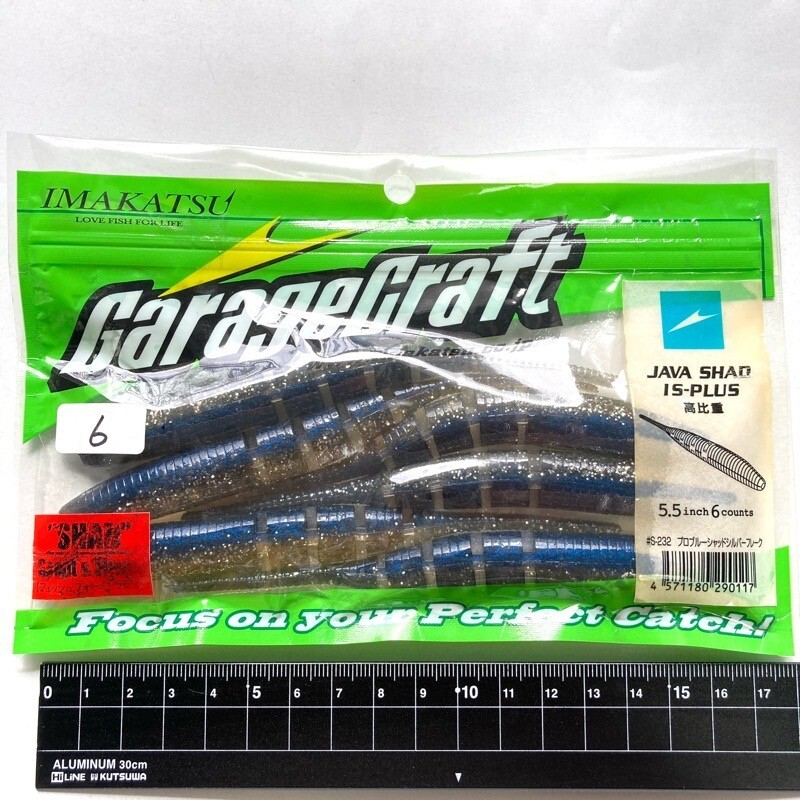 IMAKATSU
LOVE FISH FOR LIFE
GarageCraft
JAVA SHAD
IS-PLUS
高比重
6
5.5inch 6 counts
#S-232 プロブルーシャッドシルバーフレーク
4 571180 290117
"SHAD"
Focus on your Perfect Catch!
0 1 2 3 4 5 6 7 8 9 10 11 12 13 14 15 16 17
ALUMINUM 30cm
HiLiNE KUTSUWA